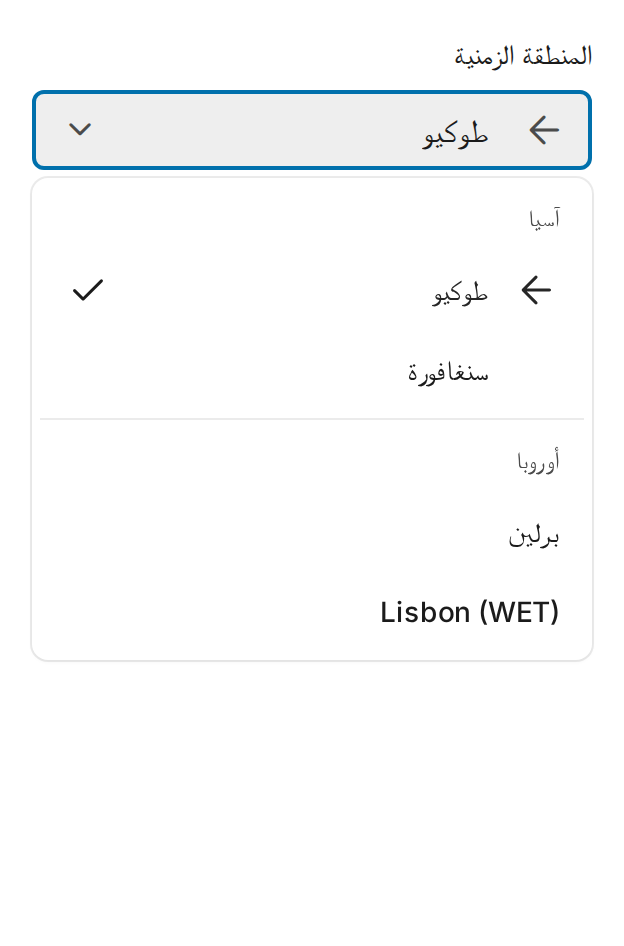 المنطقة الزمنية
طوكيو
آسيا
طوكيو
سنغافورة
أوروبا
برلين
Lisbon (WET)